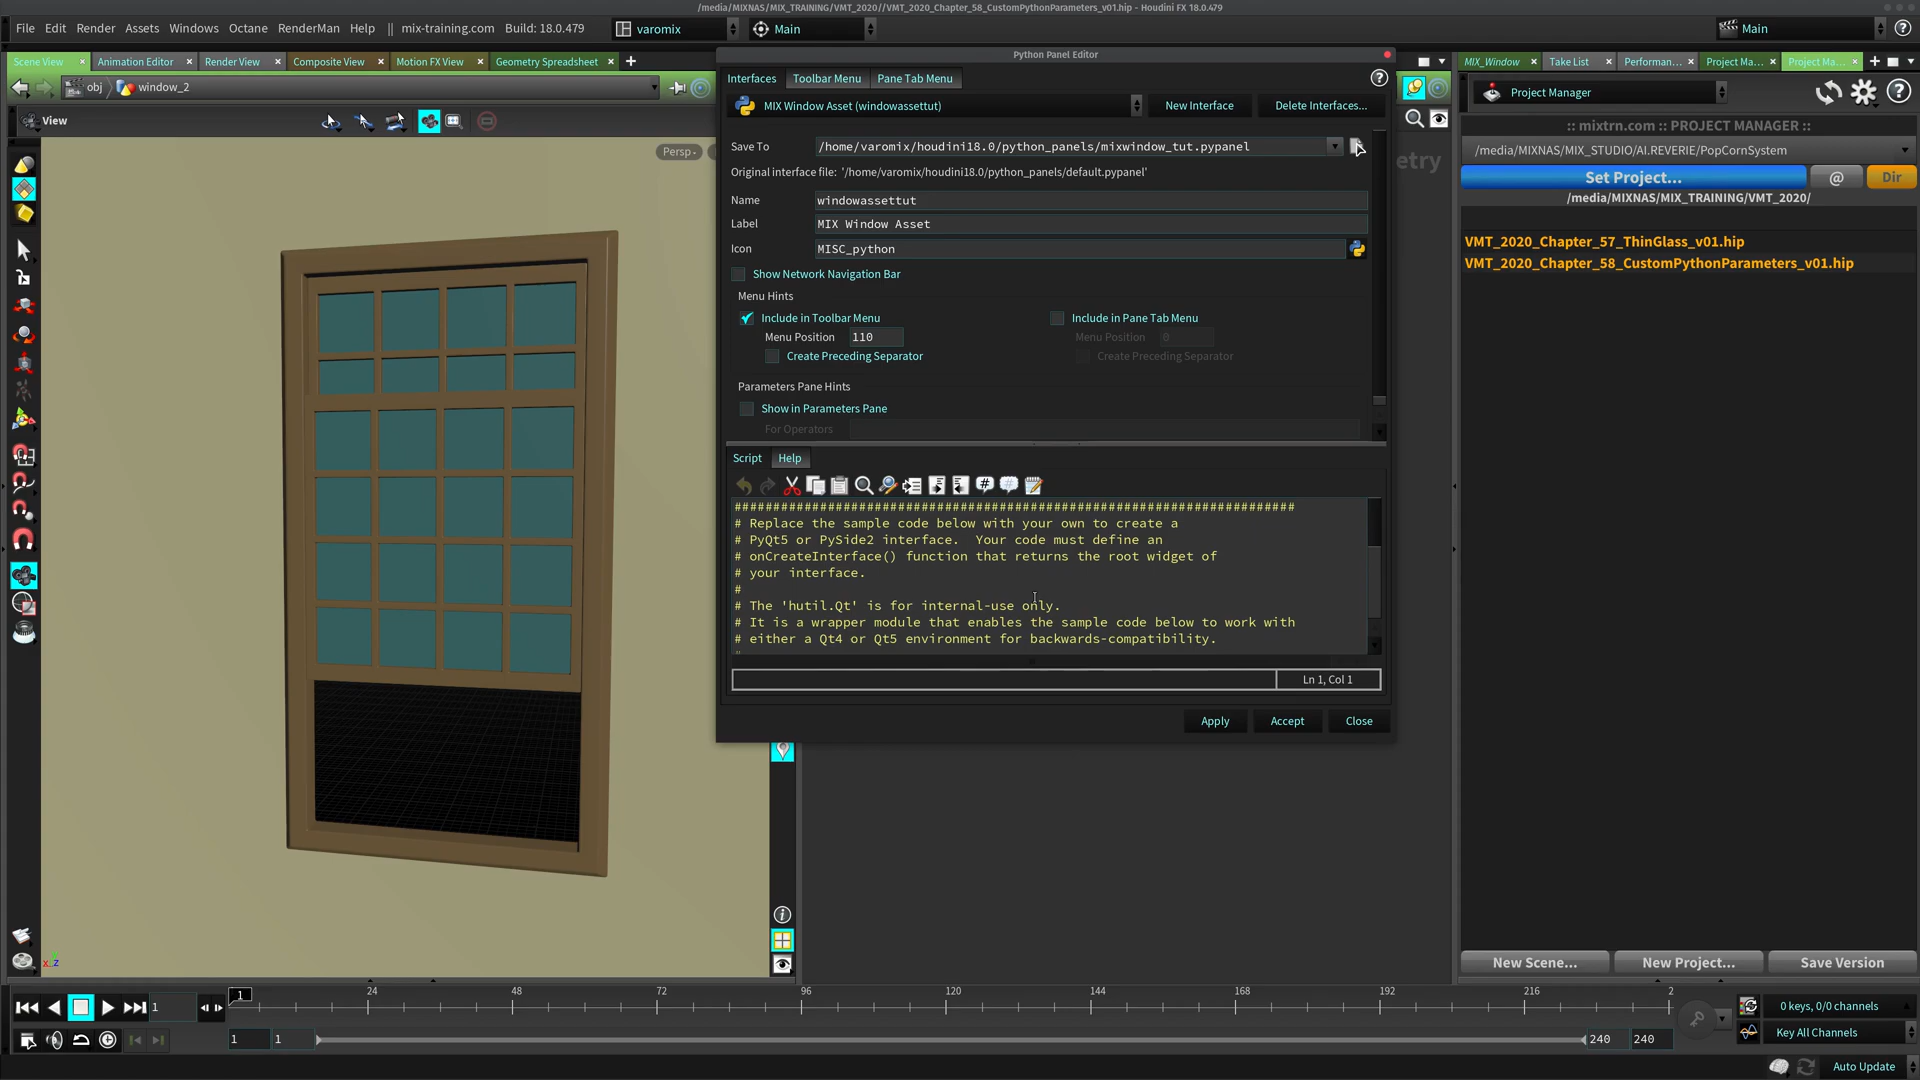 /media/MIXNAS/MIX_TRAINING/VMT_2020//VMT_2020_Chapter_58_CustomPythonParameters_v01.hip - Houdini FX 18.0.479
File Edit Render Assets Windows Octane RenderMan Help || mix-training.com Build: 18.0.479 varomix Main Main
Python Panel Editor
Scene View Animation Editor Render View Composite View Motion FX View Geometry Spreadsheet
MIX_Window Take List Performan... Project Ma... Project Ma...
obj window_2
Interfaces Toolbar Menu Pane Tab Menu
Project Manager
MIX Window Asset (windowassettut) New Interface Delete Interfaces...
View
:: mixtrn.com :: PROJECT MANAGER ::
Save To /home/varomix/houdini18.0/python_panels/mixwindow_tut.pypanel
/media/MIXNAS/MIX_STUDIO/AI.REVERIE/PopCornSystem
Persp
etry
Original interface file: '/home/varomix/houdini18.0/python_panels/default.pypanel'
Set Project... @ Dir
Name windowassettut
/media/MIXNAS/MIX_TRAINING/VMT_2020/
Label MIX Window Asset
VMT_2020_Chapter_57_ThinGlass_v01.hip
Icon MISC_python
VMT_2020_Chapter_58_CustomPythonParameters_v01.hip
Show Network Navigation Bar
Menu Hints
Include in Toolbar Menu Include in Pane Tab Menu
Menu Position 110 Menu Position 0
Create Preceding Separator Create Preceding Separator
Parameters Pane Hints
Show in Parameters Pane
For Operators
Script Help
########################################################################
# Replace the sample code below with your own to create a
# PyQt5 or PySide2 interface.  Your code must define an
# onCreateInterface() function that returns the root widget of
# your interface.
#
# The 'hutil.Qt' is for internal-use only.
# It is a wrapper module that enables the sample code below to work with
# either a Qt4 or Qt5 environment for backwards-compatibility.
Ln 1, Col 1
Apply Accept Close
x z
New Scene... New Project... Save Version
1 24 48 72 96 120 144 168 192 216 2
1
0 keys, 0/0 channels
1 1 240 240
Key All Channels
Auto Update